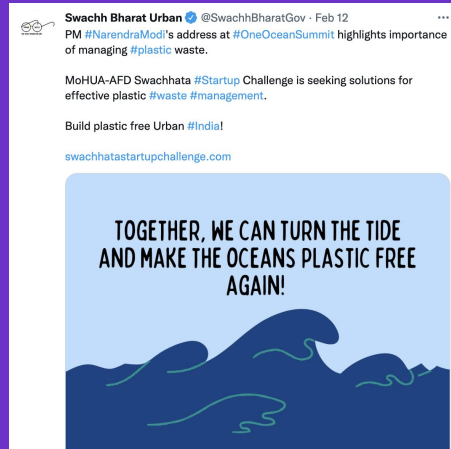 Swachh Bharat Urban @SwachhBharatGov · Feb 12
PM #NarendraModi's address at #OneOceanSummit highlights importance
of managing #plastic waste.
MoHUA-AFD Swachhata #Startup Challenge is seeking solutions for
effective plastic #waste #management.
Build plastic free Urban #India!
swachhatastartupchallenge.com
TOGETHER, WE CAN TURN THE TIDE
AND MAKE THE OCEANS PLASTIC FREE
AGAIN!